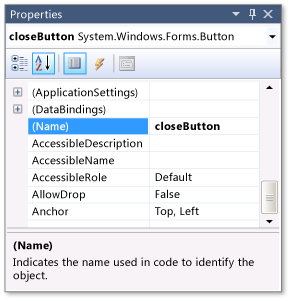 Properties
closeButton System.Windows.Forms.Button
(ApplicationSettings)
(DataBindings)
(Name) closeButton
AccessibleDescription
AccessibleName
AccessibleRole Default
AllowDrop False
Anchor Top, Left
(Name)
Indicates the name used in code to identify the
object.